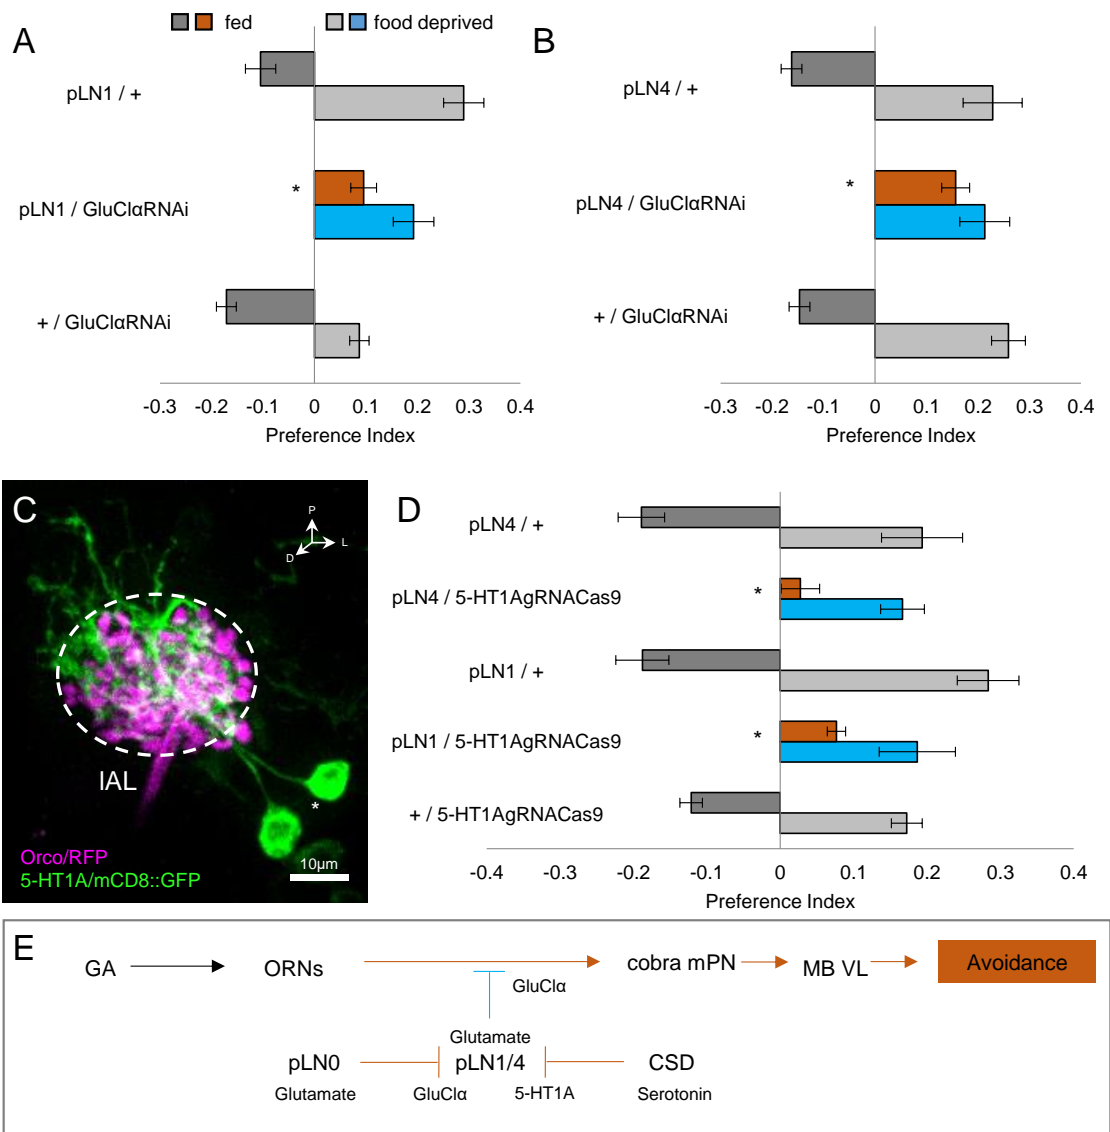 A
fed
food deprived
pLN1 / +
pLN1 / GluClαRNAi
*
+ / GluClαRNAi
-0.3 -0.2 -0.1 0 0.1 0.2 0.3 0.4
Preference Index
B
pLN4 / +
pLN4 / GluClαRNAi
*
+ / GluClαRNAi
-0.3 -0.2 -0.1 0 0.1 0.2 0.3 0.4
Preference Index
C
P
D L
lAL
*
Orco/RFP
5-HT1A/mCD8::GFP
10μm
D
pLN4 / +
pLN4 / 5-HT1AgRNACas9 *
pLN1 / +
pLN1 / 5-HT1AgRNACas9 *
+ / 5-HT1AgRNACas9
-0.4 -0.3 -0.2 -0.1 0 0.1 0.2 0.3 0.4
Preference Index
E
GA ORNs cobra mPN MB VL Avoidance
GluClα
Glutamate
pLN0 pLN1/4 CSD
Glutamate GluClα 5-HT1A Serotonin